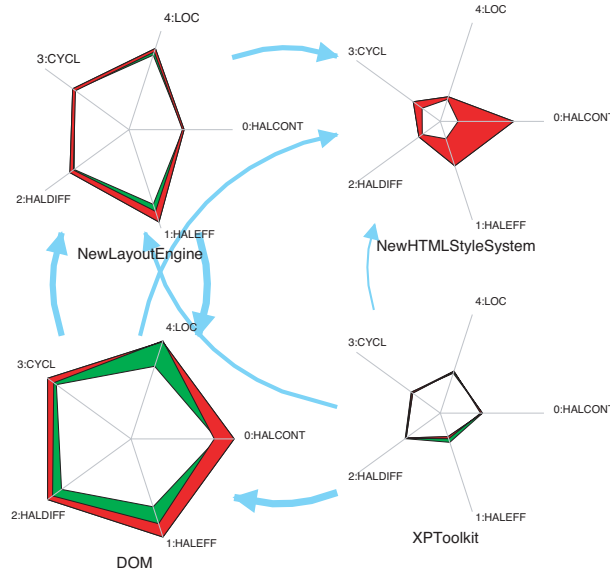 4:LOC
3:CYCL
0:HALCONT
2:HALDIFF
1:HALEFF
NewLayoutEngine
4:LOC
3:CYCL
0:HALCONT
2:HALDIFF
1:HALEFF
NewHTMLStyleSystem
4:LOC
3:CYCL
0:HALCONT
2:HALDIFF
1:HALEFF
DOM
4:LOC
3:CYCL
0:HALCONT
2:HALDIFF
1:HALEFF
XPToolkit